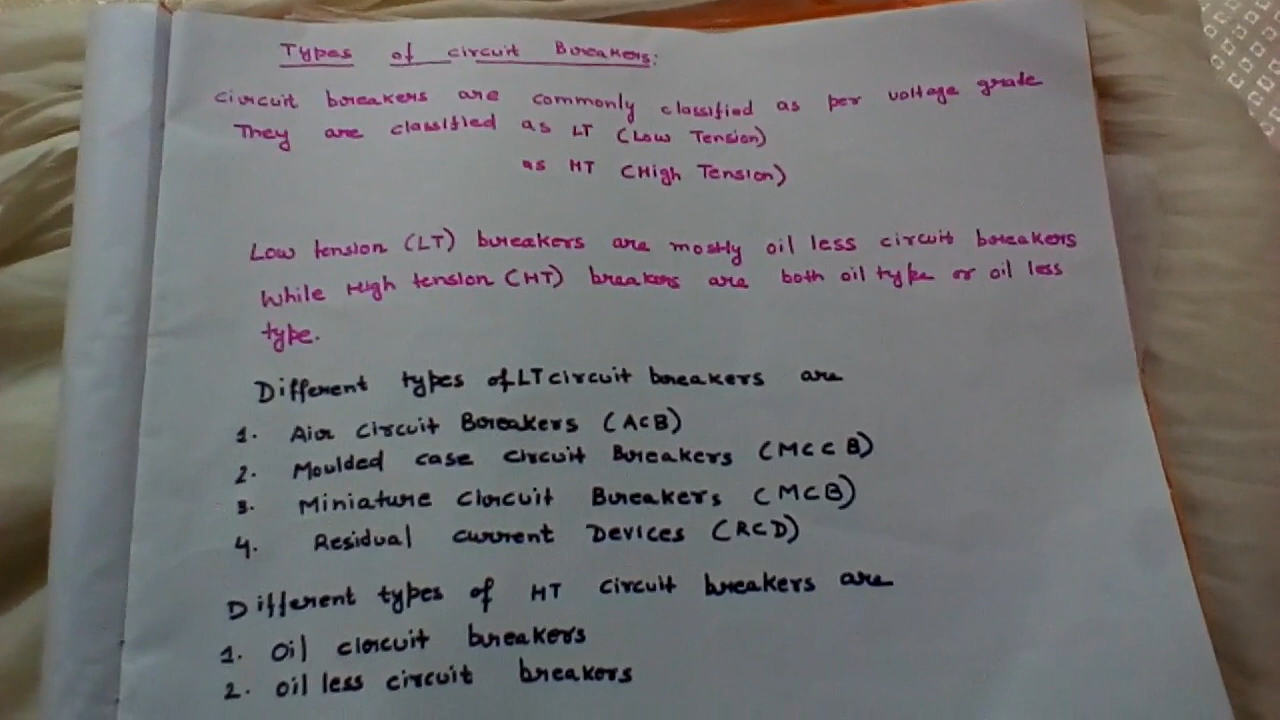 Types of circuit Breakers:
Circuit breakers are commonly classified as per voltage grade
They are classified as LT (Low Tension)
as HT (High Tension)
Low tension (LT) breakers are mostly oil less circuit breakers
While High tension (HT) breakers are both oil type or oil less
type.
Different types of LT circuit breakers are
1. Air Circuit Breakers (ACB)
2. Moulded case circuit Breakers (MCCB)
3. Miniature Circuit Breakers (MCB)
4. Residual current Devices (RCD)
Different types of HT circuit breakers are
1. Oil circuit breakers
2. oil less circuit breakers